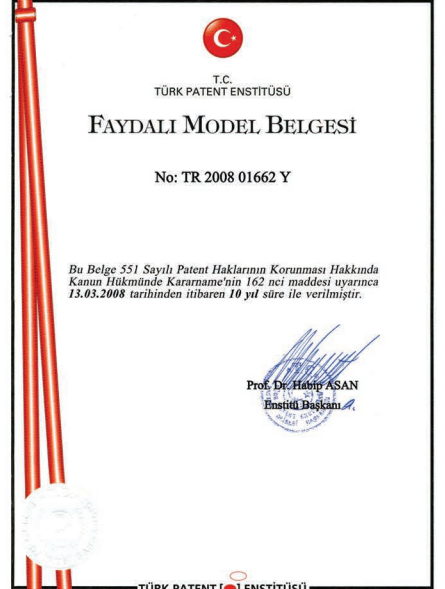 T.C.
TÜRK PATENT ENSTİTÜSÜ
FAYDALI MODEL BELGESİ
No: TR 2008 01662 Y
Bu Belge 551 Sayılı Patent Haklarının Korunması Hakkında
Kanun Hükmünde Kararname'nin 162 nci maddesi uyarınca
13.03.2008 tarihinden itibaren 10 yıl süre ile verilmiştir.
Prof. Dr. Habip ASAN
Enstitü Başkanı
TÜRK PATENT ENSTİTÜSÜ